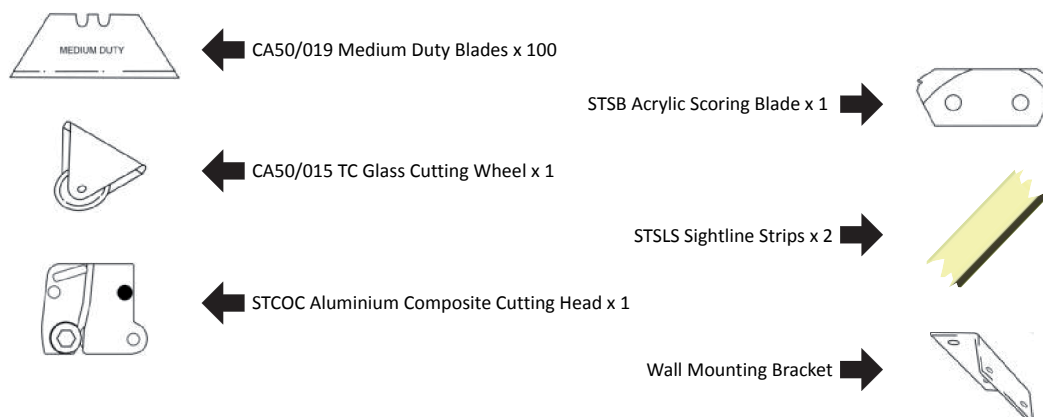 MEDIUM DUTY
CA50/019 Medium Duty Blades x 100
STSB Acrylic Scoring Blade x 1
CA50/015 TC Glass Cutting Wheel x 1
STSLS Sightline Strips x 2
STCOC Aluminium Composite Cutting Head x 1
Wall Mounting Bracket